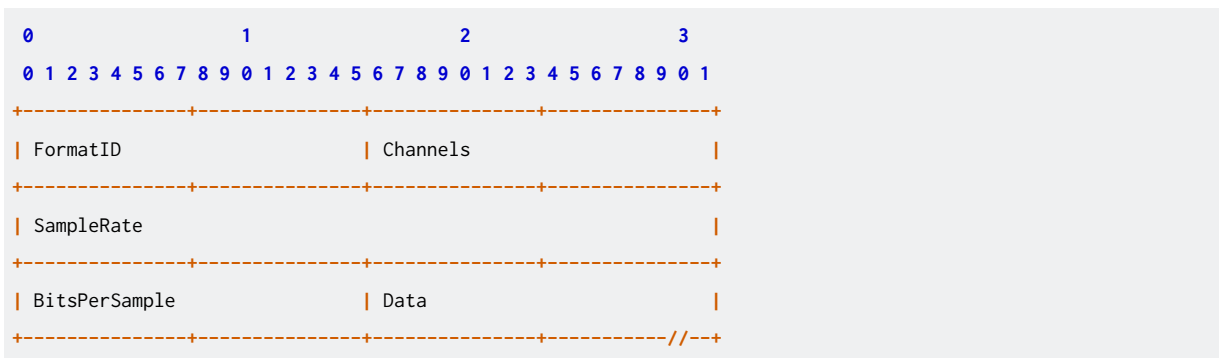 0                   1                   2                   3
0 1 2 3 4 5 6 7 8 9 0 1 2 3 4 5 6 7 8 9 0 1 2 3 4 5 6 7 8 9 0 1
+---------------+---------------+---------------+---------------+
| FormatID                      | Channels                      |
+---------------+---------------+---------------+---------------+
| SampleRate                                                    |
+---------------+---------------+---------------+---------------+
| BitsPerSample                 | Data                          |
+---------------+---------------+---------------+-----------//--+